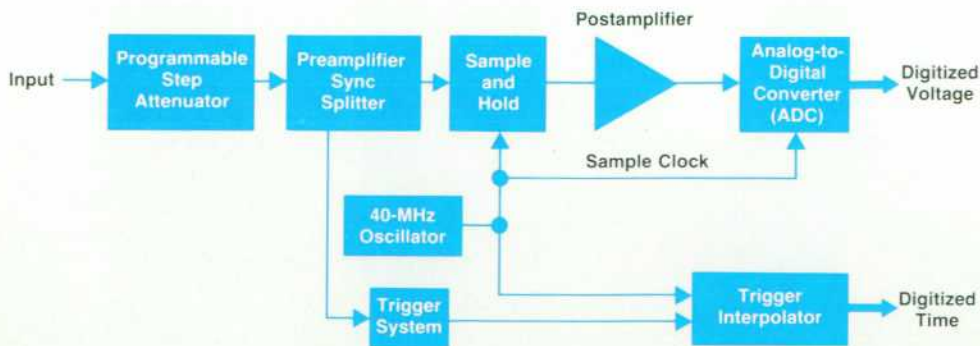 Postamplifier
Input
Programmable
Step
Attenuator
Preamplifier
Sync
Splitter
Sample
and
Hold
Analog-to-
Digital
Converter
(ADC)
Digitized
Voltage
Sample Clock
40-MHz
Oscillator
Trigger
System
Trigger
Interpolator
Digitized
Time